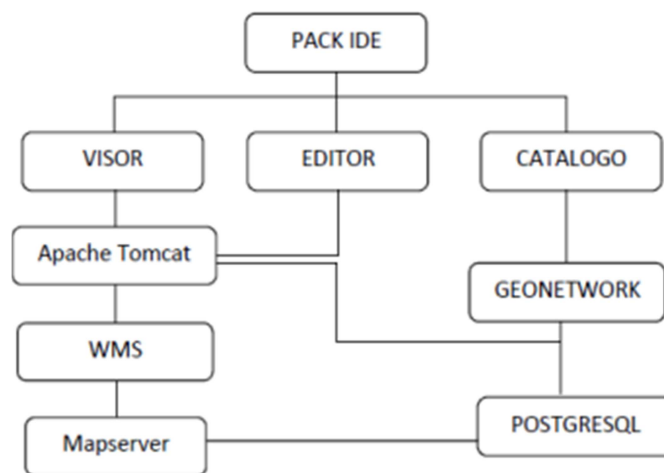 PACK IDE
VISOR
EDITOR
CATALOGO
Apache Tomcat
GEONETWORK
WMS
POSTGRESQL
Mapserver